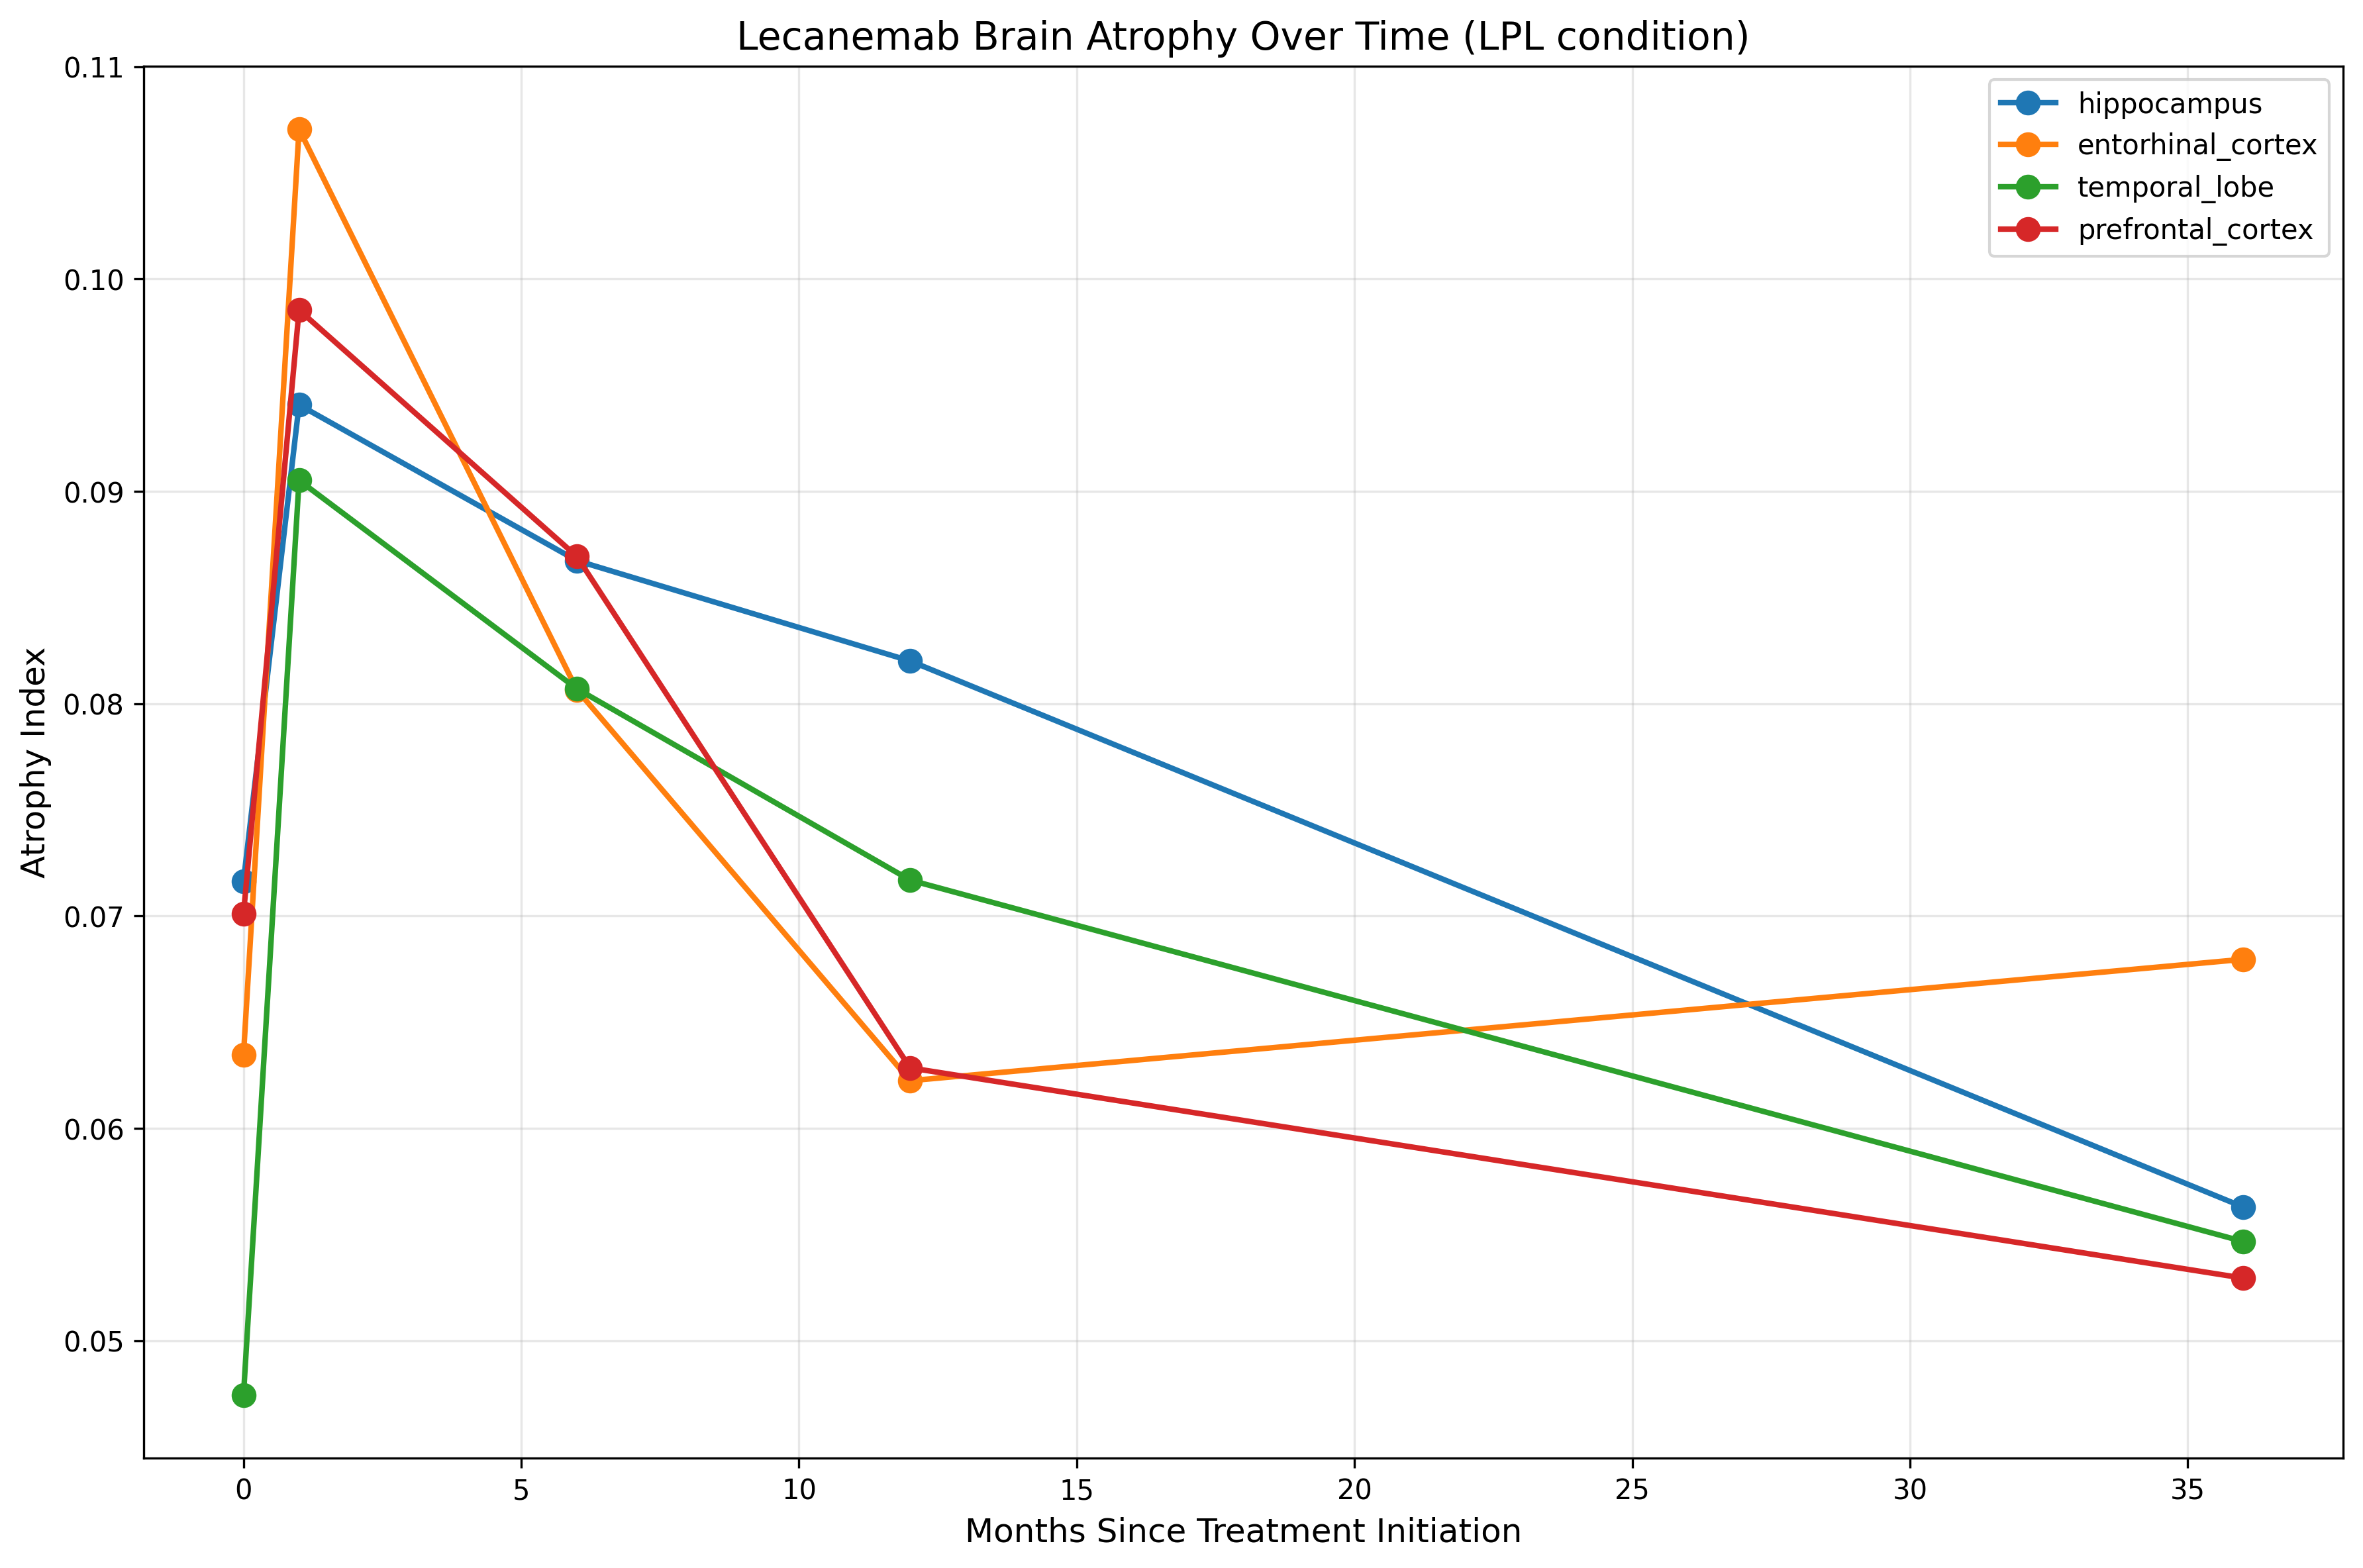 Lecanemab Brain Atrophy Over Time (LPL condition)
0.11
0.10
0.09
0.08
0.07
0.06
0.05
Atrophy Index
hippocampus
entorhinal_cortex
temporal_lobe
prefrontal_cortex
0 5 10 15 20 25 30 35
Months Since Treatment Initiation